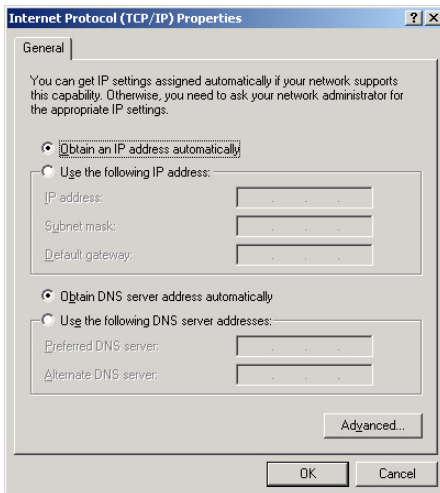 Internet Protocol (TCP/IP) Properties
General
You can get IP settings assigned automatically if your network supports
this capability. Otherwise, you need to ask your network administrator for
the appropriate IP settings.
Obtain an IP address automatically
Use the following IP address:
IP address:
Subnet mask:
Default gateway:
Obtain DNS server address automatically
Use the following DNS server addresses:
Preferred DNS server:
Alternate DNS server:
Advanced...
OK Cancel